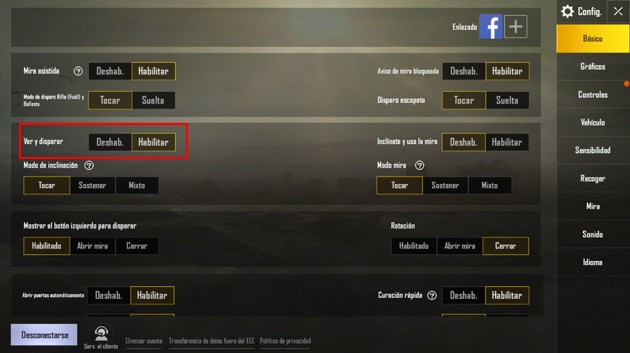 Enlazado
Config.
Básico
Gráficos
Controles
Vehículo
Sensibilidad
Recoger
Mira
Sonido
Idioma
Mira asistida ? Deshab. Habilitar
Aviso de mira bloqueada Deshab. Habilitar
Modo de disparo Rifle (Fusil) y
Ballesta
Tocar Suelta
Disparo escopeta Tocar Suelta
Ver y disparar Deshab. Habilitar
Inclínate y usa la mira Deshab. Habilitar
Modo de inclinación ?
Tocar Sostener Mixto
Modo mira ?
Tocar Sostener Mixto
Mostrar el botón izquierdo para disparar
Habilitado Abrir mira Cerrar
Rotación
Habilitado Abrir mira Cerrar
Abrir puertas automáticamente Deshab. Habilitar
Curación rápida ? Deshab. Habilitar
Desconectarse
Serv. al cliente
Eliminar cuenta
Transferencia de datos fuera del EEE
Política de privacidad